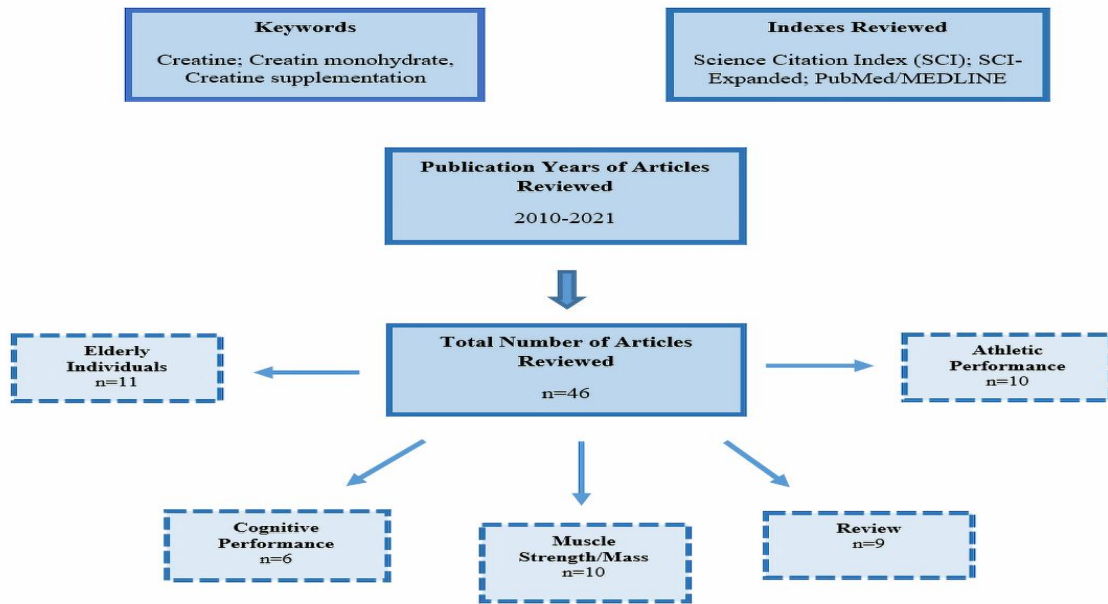 Keywords
Creatine; Creatin monohydrate,
Creatine supplementation
Indexes Reviewed
Science Citation Index (SCI); SCI-
Expanded; PubMed/MEDLINE
Publication Years of Articles
Reviewed
2010-2021
Total Number of Articles
Reviewed
n=46
Elderly
Individuals
n=11
Athletic
Performance
n=10
Cognitive
Performance
n=6
Muscle
Strength/Mass
n=10
Review
n=9